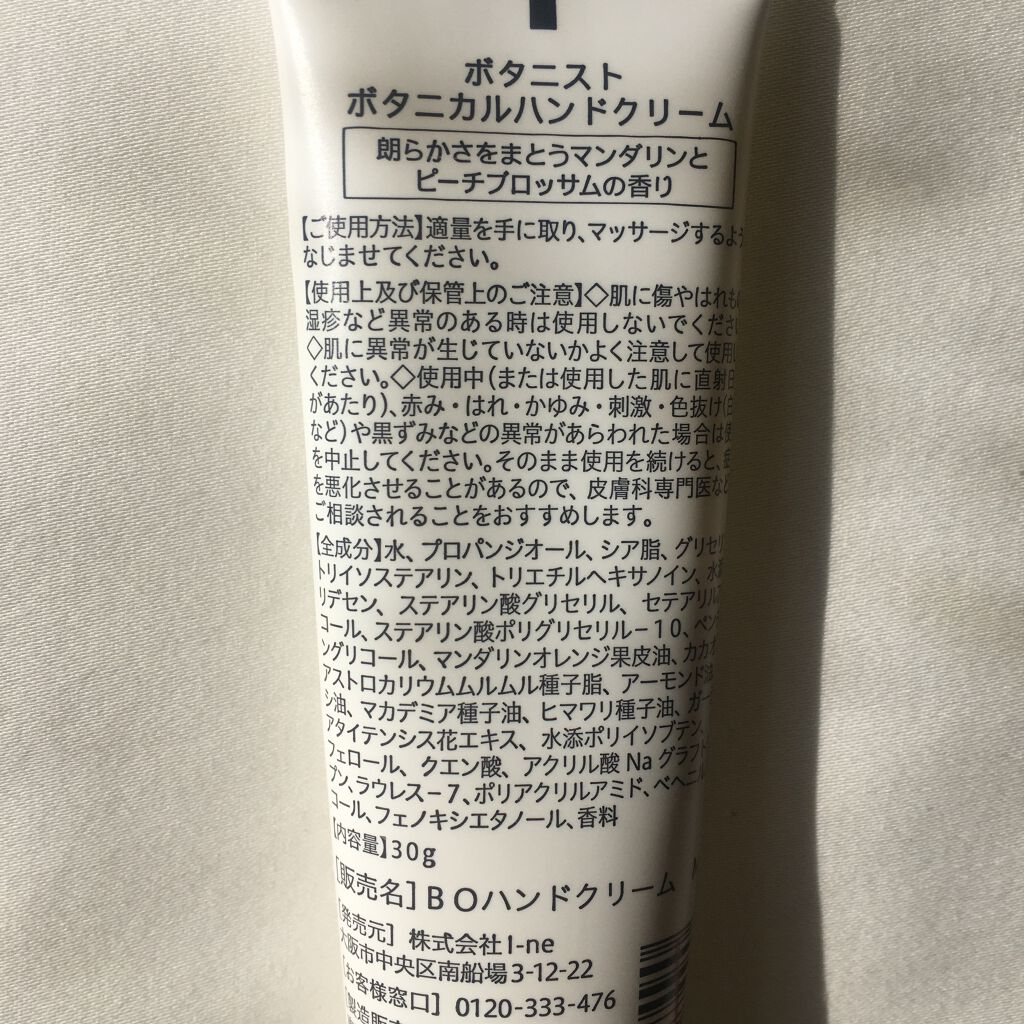 ボタニスト
ボタニカルハンドクリーム
朗らかさをまとうマンダリンと
ピーチブロッサムの香り
【ご使用方法】適量を手に取り、マッサージするよう
なじませてください。
【使用上及び保管上のご注意】◇肌に傷やはれも
湿疹など異常のある時は使用しないでくださ
◇肌に異常が生じていないかよく注意して使用
ください。◇使用中(または使用した肌に直射日
があたり)、赤み・はれ・かゆみ・刺激・色抜け(白
など)や黒ずみなどの異常があらわれた場合は使
を中止してください。そのまま使用を続けると、症
を悪化させることがあるので、皮膚科専門医など
ご相談されることをおすすめします。
【全成分】水、プロパンジオール、シア脂、グリセリ
トリイソステアリン、トリエチルヘキサノイン、水添
リデセン、ステアリン酸グリセリル、セテアリル
コール、ステアリン酸ポリグリセリル−10、ペン
ングリコール、マンダリンオレンジ果皮油、カカオ
アストロカリウムムルムル種子脂、アーモンド油
シ油、マカデミア種子油、ヒマワリ種子油、ガー
アタイテンシス花エキス、水添ポリイソブテン、
フェロール、クエン酸、アクリル酸Naグラフト
プン、ラウレス−7、ポリアクリルアミド、ベヘニル
コール、フェノキシエタノール、香料
【内容量】30g
[販売名]BOハンドクリーム
[発売元] 株式会社I-ne
大阪市中央区南船場3-12-22
[お客様窓口] 0120-333-476
[製造販売